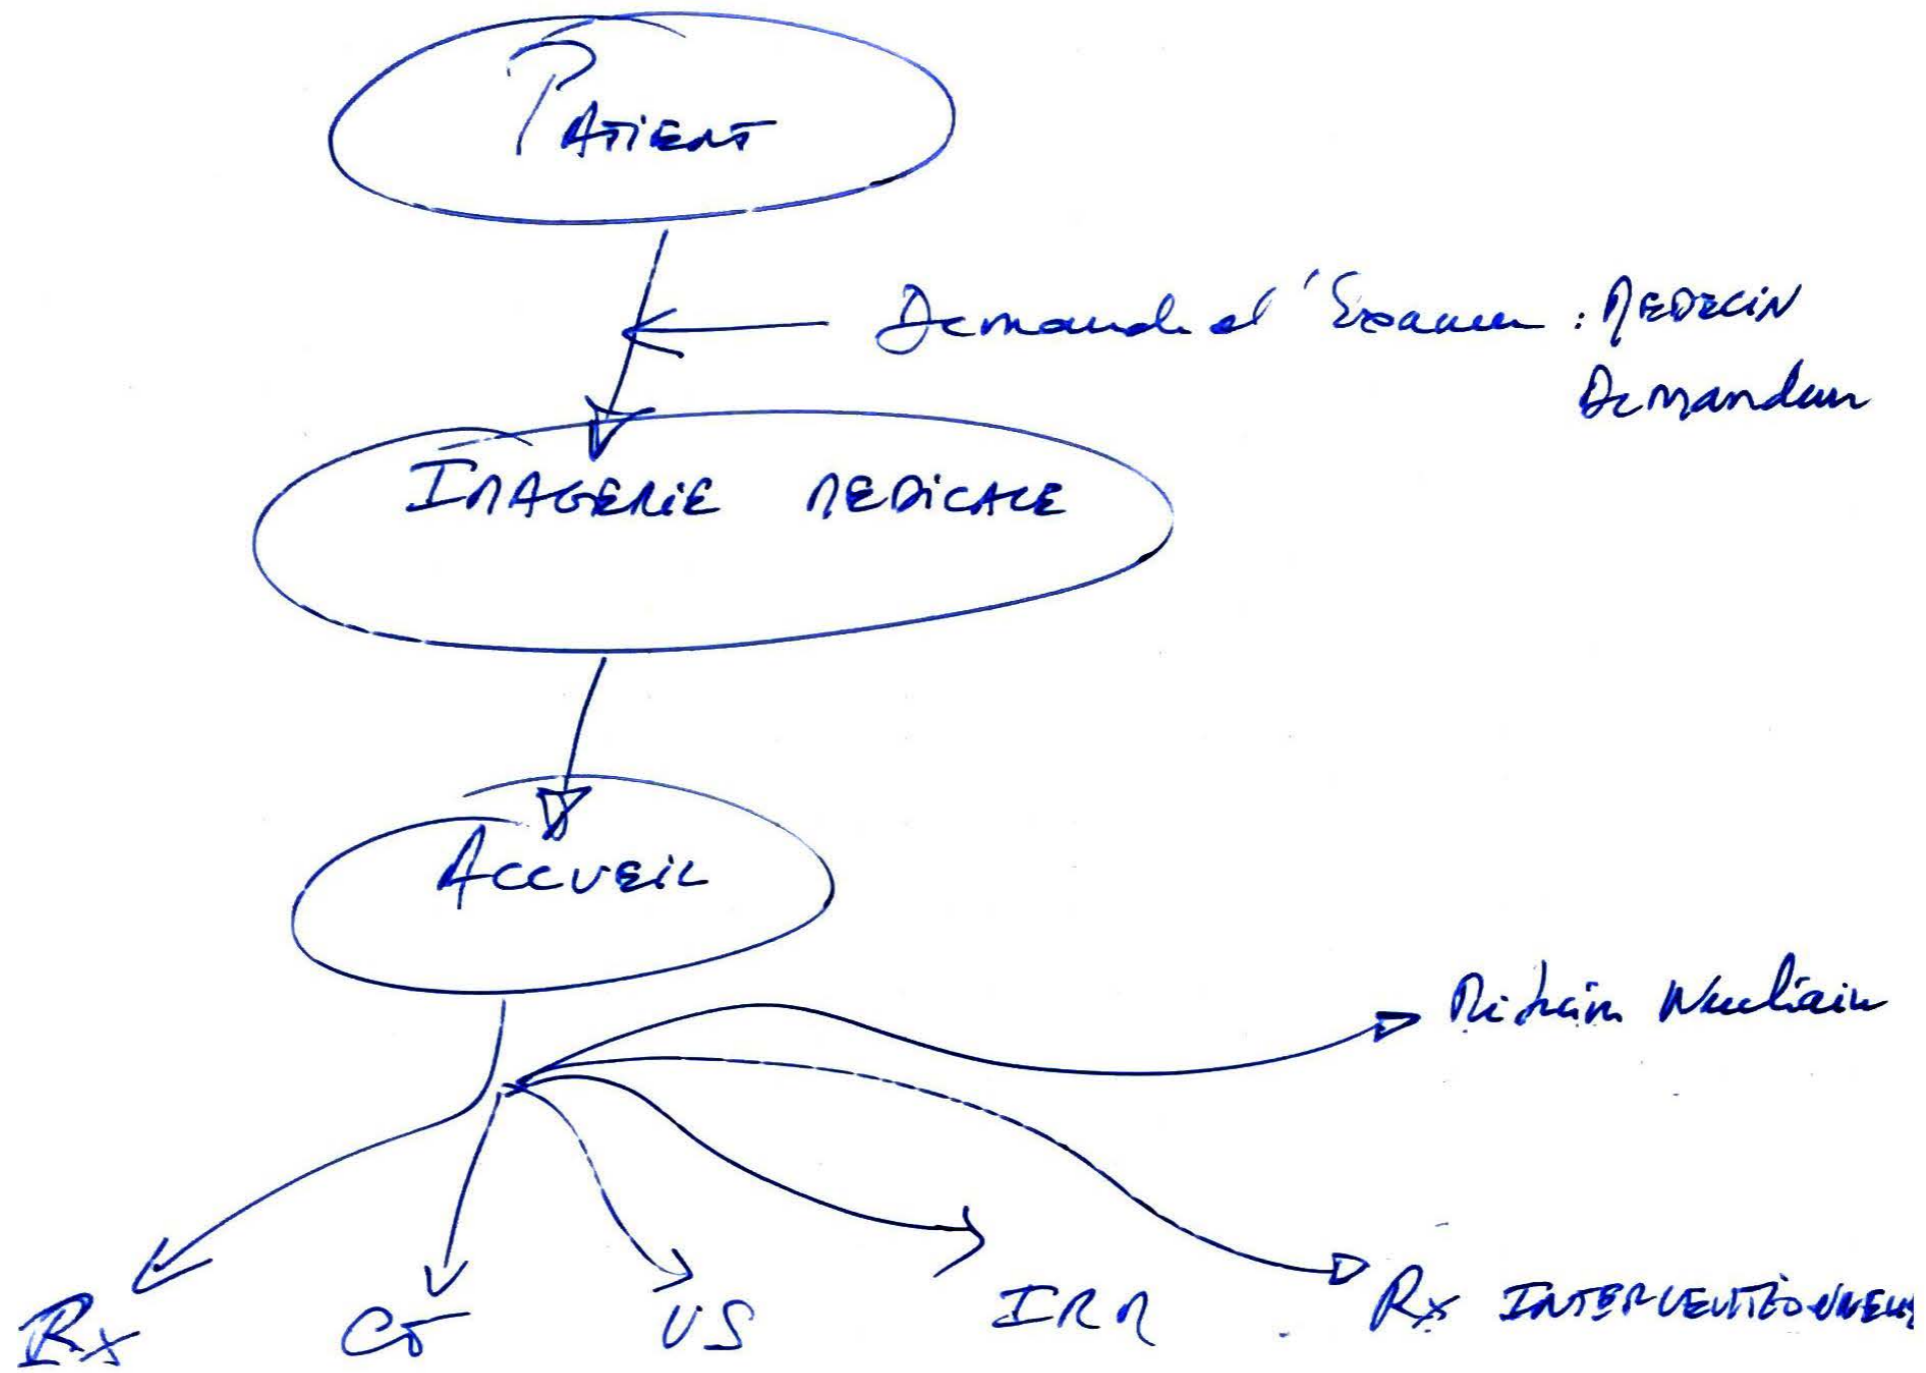 PATIENT
Demande d'Examen : MEDECIN
Demandeur
IMAGERIE MEDICALE
ACCUEIL
Médecine Nucléaire
Rx CT US IRM Rx INTERVENTIONNELLE